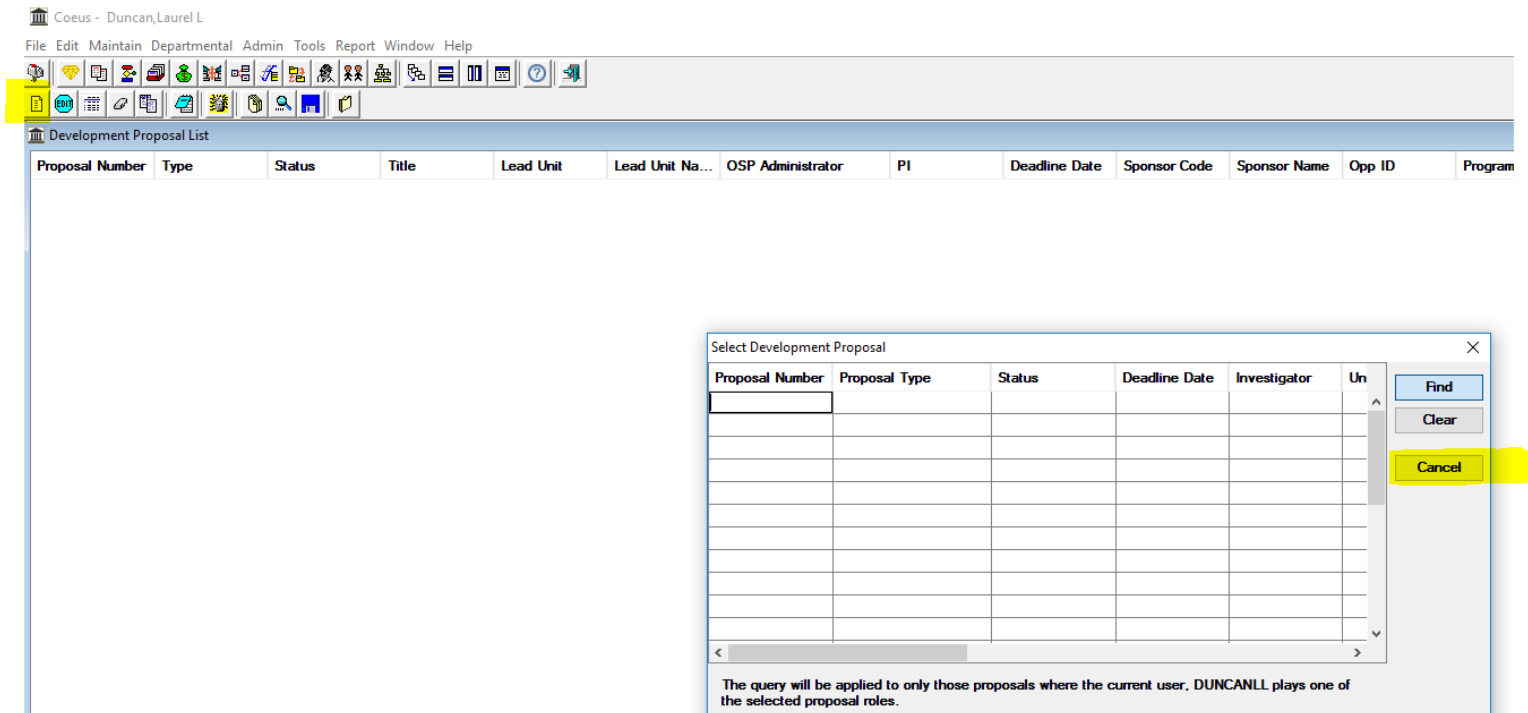 Coeus - Duncan,Laurel L
File Edit Maintain Departmental Admin Tools Report Window Help
EDIT
Development Proposal List
Proposal Number Type Status Title Lead Unit Lead Unit Na... OSP Administrator PI Deadline Date Sponsor Code Sponsor Name Opp ID Program
Select Development Proposal
Proposal Number Proposal Type Status Deadline Date Investigator Un
Find
Clear
Cancel
The query will be applied to only those proposals where the current user, DUNCANLL plays one of
the selected proposal roles.